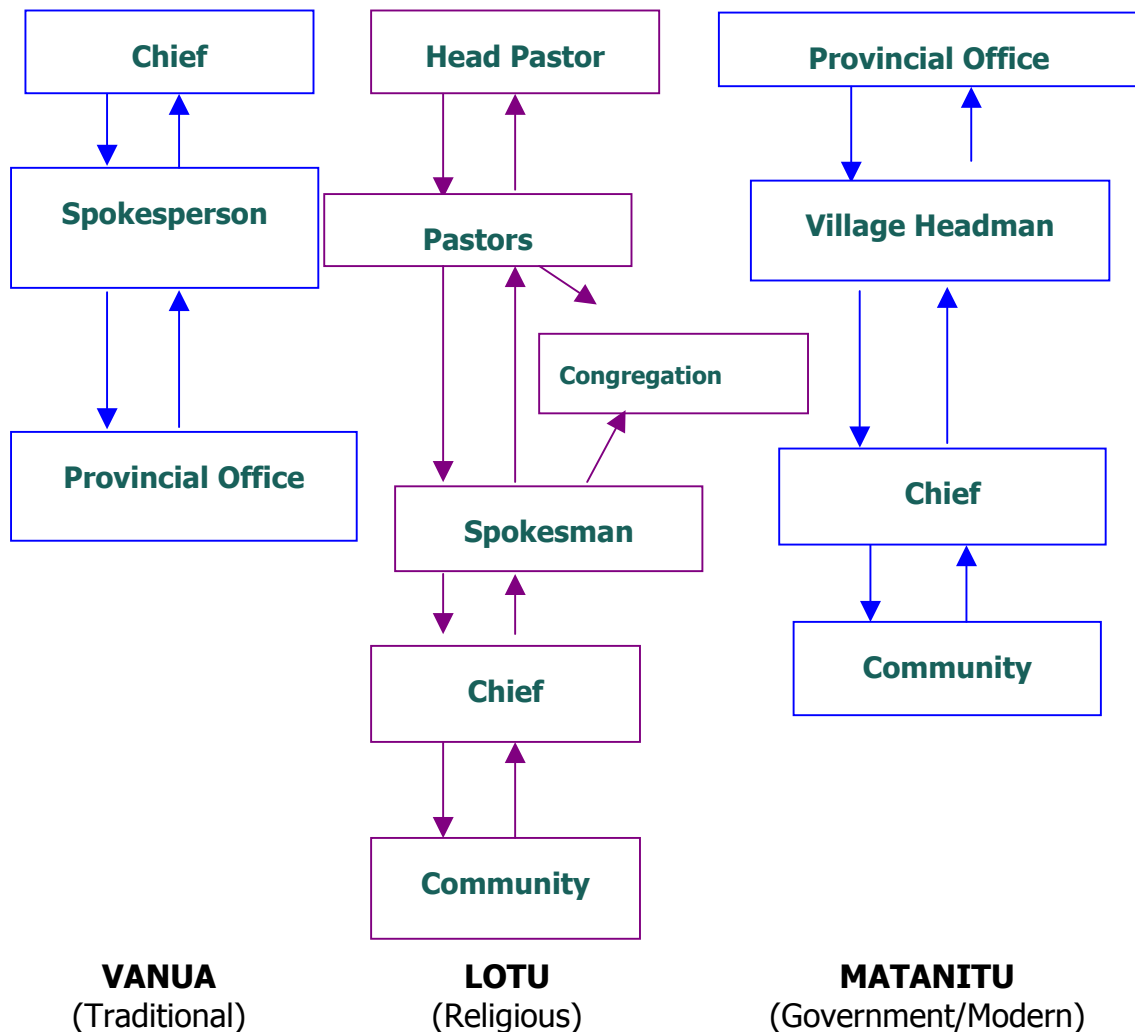 Chief
Spokesperson
Provincial Office
VANUA
(Traditional)
Head Pastor
Pastors
Congregation
Spokesman
Chief
Community
LOTU
(Religious)
Provincial Office
Village Headman
Chief
Community
MATANITU
(Government/Modern)